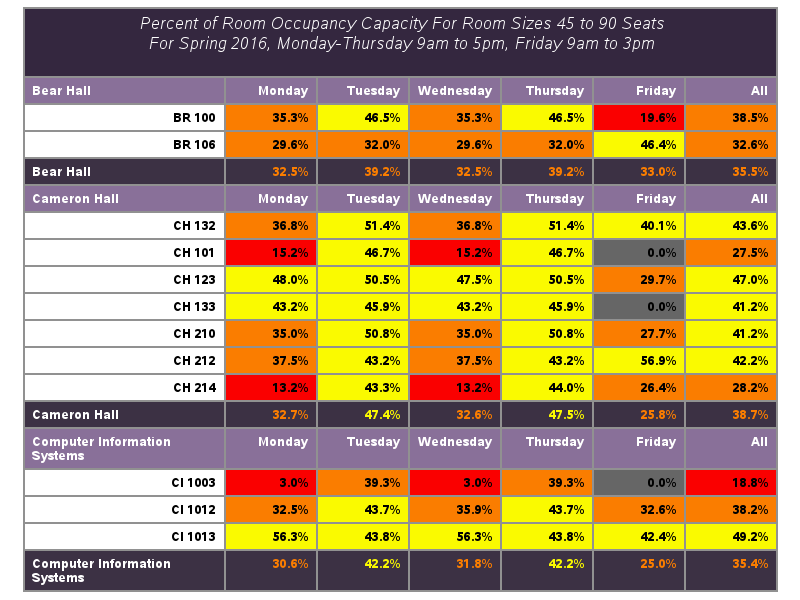 Percent of Room Occupancy Capacity For Room Sizes 45 to 90 Seats
For Spring 2016, Monday-Thursday 9am to 5pm, Friday 9am to 3pm
Bear Hall Monday Tuesday Wednesday Thursday Friday All
BR 100 35.3% 46.5% 35.3% 46.5% 19.6% 38.5%
BR 106 29.6% 32.0% 29.6% 32.0% 46.4% 32.6%
Bear Hall 32.5% 39.2% 32.5% 39.2% 33.0% 35.5%
Cameron Hall Monday Tuesday Wednesday Thursday Friday All
CH 132 36.8% 51.4% 36.8% 51.4% 40.1% 43.6%
CH 101 15.2% 46.7% 15.2% 46.7% 0.0% 27.5%
CH 123 48.0% 50.5% 47.5% 50.5% 29.7% 47.0%
CH 133 43.2% 45.9% 43.2% 45.9% 0.0% 41.2%
CH 210 35.0% 50.8% 35.0% 50.8% 27.7% 41.2%
CH 212 37.5% 43.2% 37.5% 43.2% 56.9% 42.2%
CH 214 13.2% 43.3% 13.2% 44.0% 26.4% 28.2%
Cameron Hall 32.7% 47.4% 32.6% 47.5% 25.8% 38.7%
Computer Information Monday Tuesday Wednesday Thursday Friday All
Systems
CI 1003 3.0% 39.3% 3.0% 39.3% 0.0% 18.8%
CI 1012 32.5% 43.7% 35.9% 43.7% 32.6% 38.2%
CI 1013 56.3% 43.8% 56.3% 43.8% 42.4% 49.2%
Computer Information 30.6% 42.2% 31.8% 42.2% 25.0% 35.4%
Systems